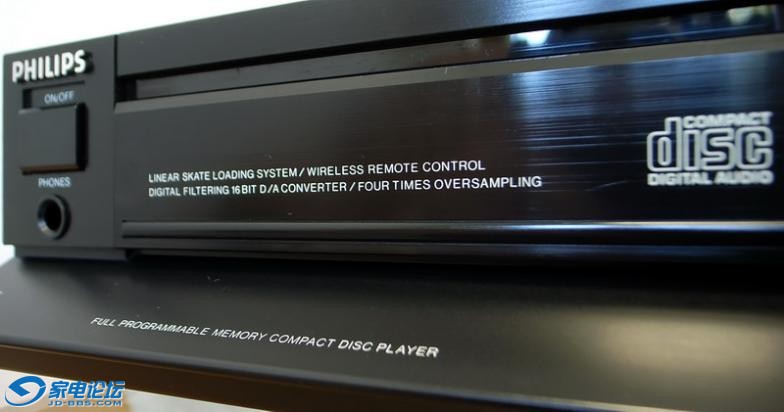 PHILIPS
ON/OFF
PHONES
LINEAR SKATE LOADING SYSTEM / WIRELESS REMOTE CONTROL
DIGITAL FILTERING 16 BIT D/A CONVERTER / FOUR TIMES OVERSAMPLING
COMPACT
disc
DIGITAL AUDIO
FULL PROGRAMMABLE MEMORY COMPACT DISC PLAYER
家电论坛
JD-BBS.COM